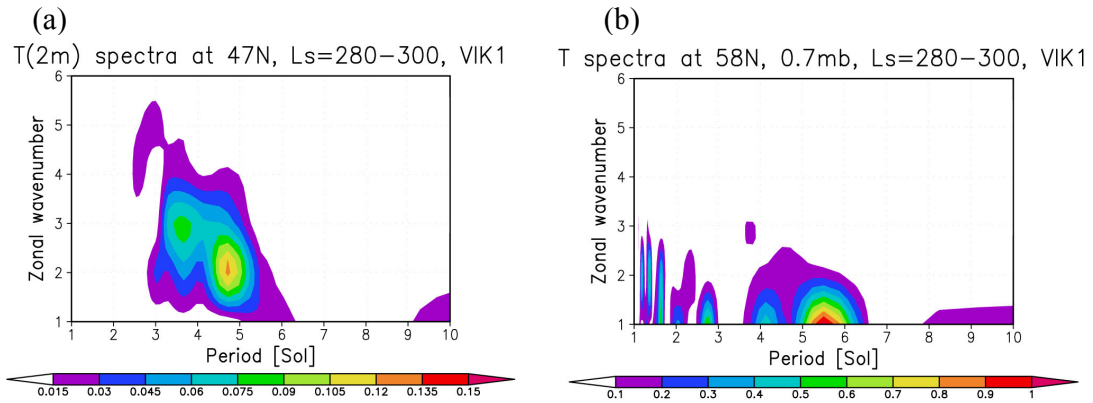 (a)
T(2m) spectra at 47N, Ls=280−300, VIK1
6
5
4
3
2
1
Zonal wavenumber
1 2 3 4 5 6 7 8 9 10
Period [Sol]
0.015 0.03 0.045 0.06 0.075 0.09 0.105 0.12 0.135 0.15
(b)
T spectra at 58N, 0.7mb, Ls=280−300, VIK1
6
5
4
3
2
1
Zonal wavenumber
1 2 3 4 5 6 7 8 9 10
Period [Sol]
0.1 0.2 0.3 0.4 0.5 0.6 0.7 0.8 0.9 1